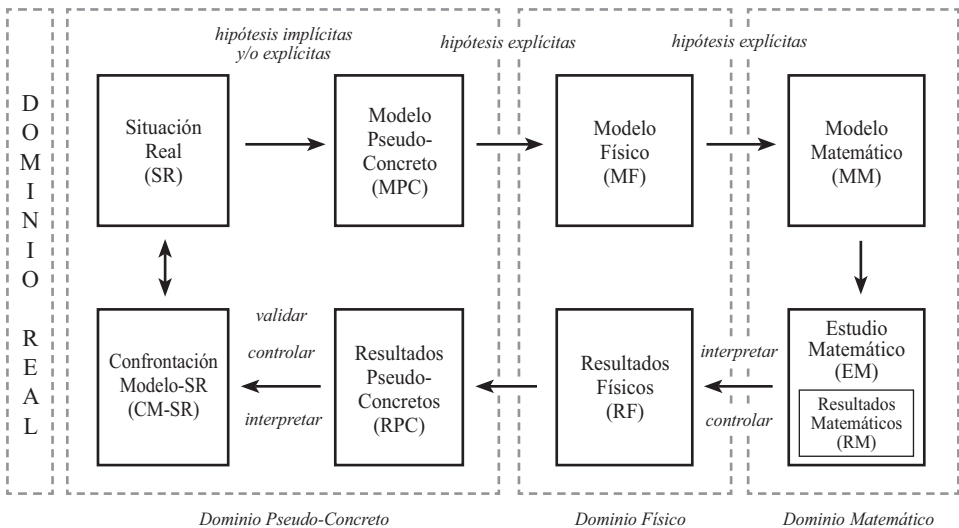 hipótesis implícitas
y/o explícitas
hipótesis explícitas
hipótesis explícitas
DOMINIO REAL
Situación
Real
(SR)
Modelo
Pseudo-
Concreto
(MPC)
Modelo
Físico
(MF)
Modelo
Matemático
(MM)
Confrontación
Modelo-SR
(CM-SR)
validar
controlar
interpretar
Resultados
Pseudo-
Concretos
(RPC)
Resultados
Físicos
(RF)
interpretar
controlar
Estudio
Matemático
(EM)
Resultados
Matemáticos
(RM)
Dominio Pseudo-Concreto
Dominio Físico
Dominio Matemático